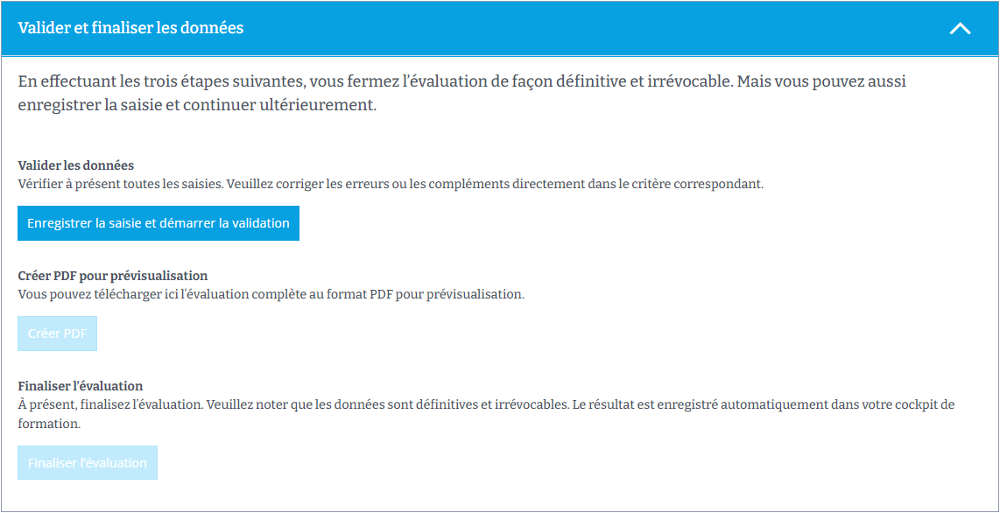 Valider et finaliser les données
En effectuant les trois étapes suivantes, vous fermez l’évaluation de façon définitive et irrévocable. Mais vous pouvez aussi
enregistrer la saisie et continuer ultérieurement.
Valider les données
Vérifier à présent toutes les saisies. Veuillez corriger les erreurs ou les compléments directement dans le critère correspondant.
Enregistrer la saisie et démarrer la validation
Créer PDF pour prévisualisation
Vous pouvez télécharger ici l’évaluation complète au format PDF pour prévisualisation.
Créer PDF
Finaliser l’évaluation
À présent, finalisez l’évaluation. Veuillez noter que les données sont définitives et irrévocables. Le résultat est enregistré automatiquement dans votre cockpit de
formation.
Finaliser l’évaluation